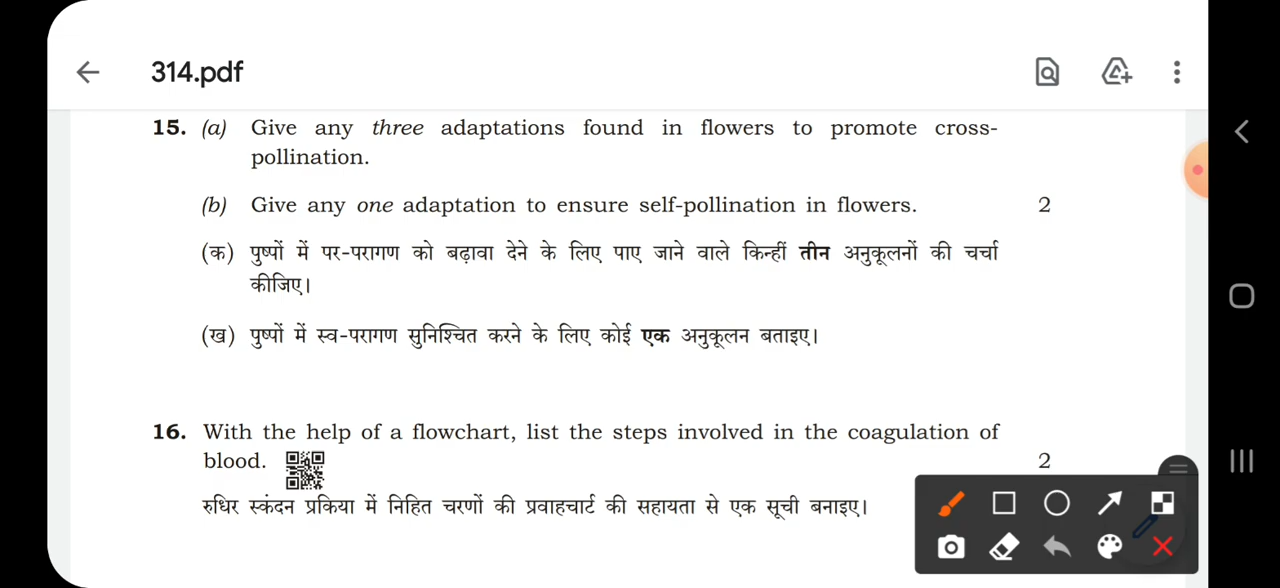 314.pdf
15. (a) Give any three adaptations found in flowers to promote cross-
pollination.
(b) Give any one adaptation to ensure self-pollination in flowers. 2
(क) पुष्पों में पर-परागण को बढ़ावा देने के लिए पाए जाने वाले किन्हीं तीन अनुकूलनों की चर्चा
कीजिए।
(ख) पुष्पों में स्व-परागण सुनिश्चित करने के लिए कोई एक अनुकूलन बताइए।
16. With the help of a flowchart, list the steps involved in the coagulation of
blood. 2
रुधिर स्कंदन प्रकिया में निहित चरणों की प्रवाहचार्ट की सहायता से एक सूची बनाइए।